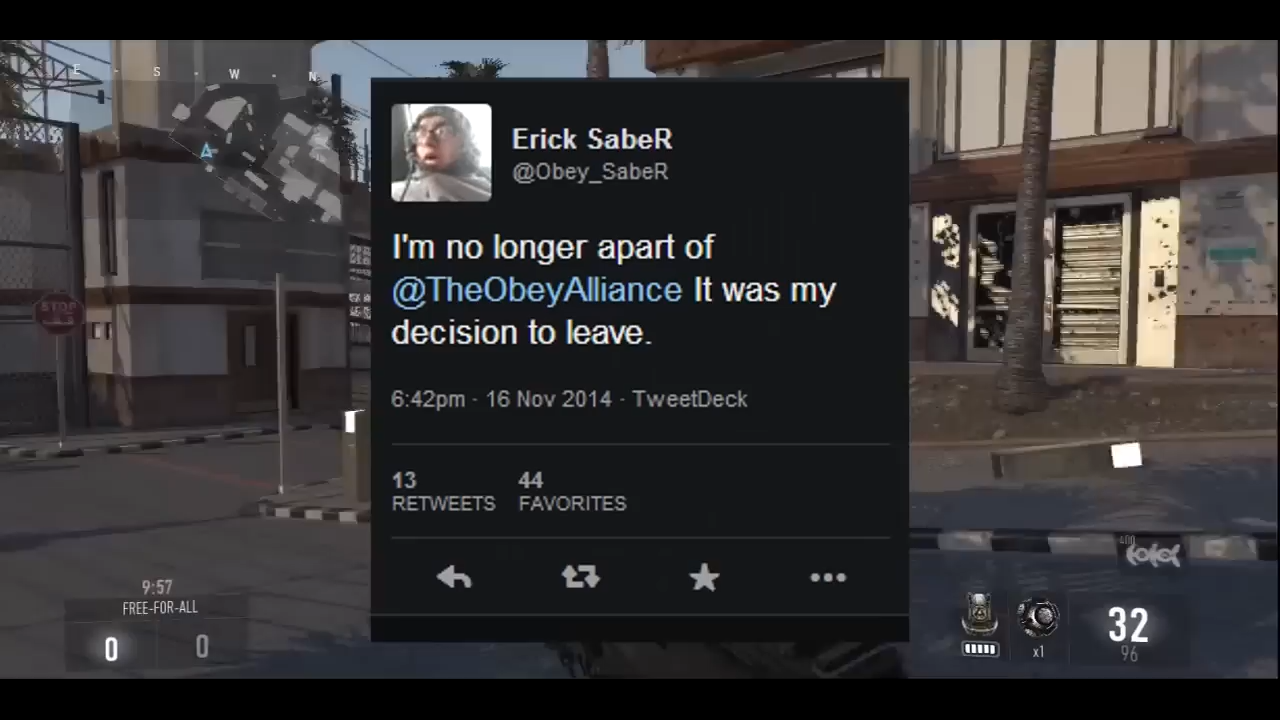 E S W N
Erick SabeR
@Obey_SabeR
I'm no longer apart of
@TheObeyAlliance It was my
decision to leave.
6:42pm · 16 Nov 2014 · TweetDeck
13 44
RETWEETS FAVORITES
STOP
9:57
FREE-FOR-ALL
0 0
400
x1
32
96